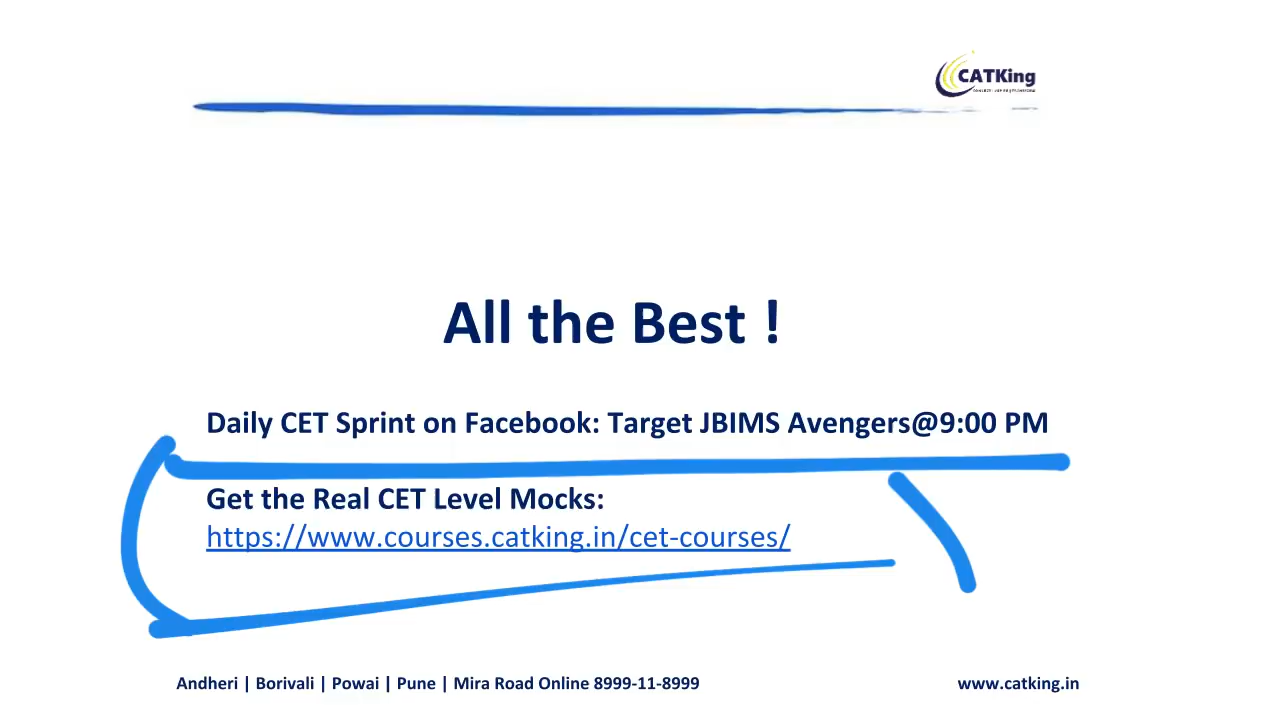 CATKing
All the Best !
Daily CET Sprint on Facebook: Target JBIMS Avengers@9:00 PM
Get the Real CET Level Mocks:
https://www.courses.catking.in/cet-courses/
Andheri | Borivali | Powai | Pune | Mira Road Online 8999-11-8999
www.catking.in